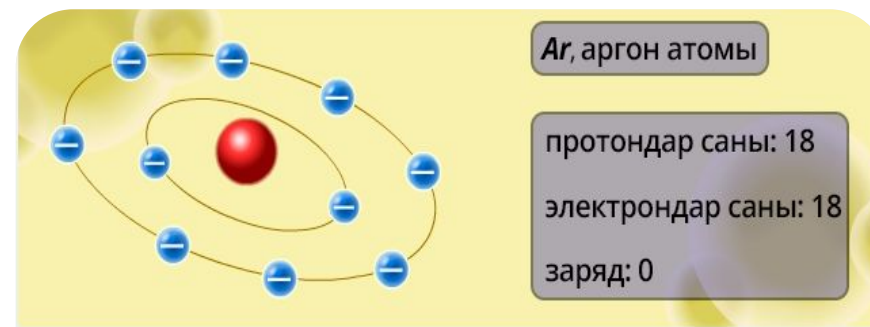 Ar, аргон атомы
протондар саны: 18
электрондар саны: 18
заряд: 0